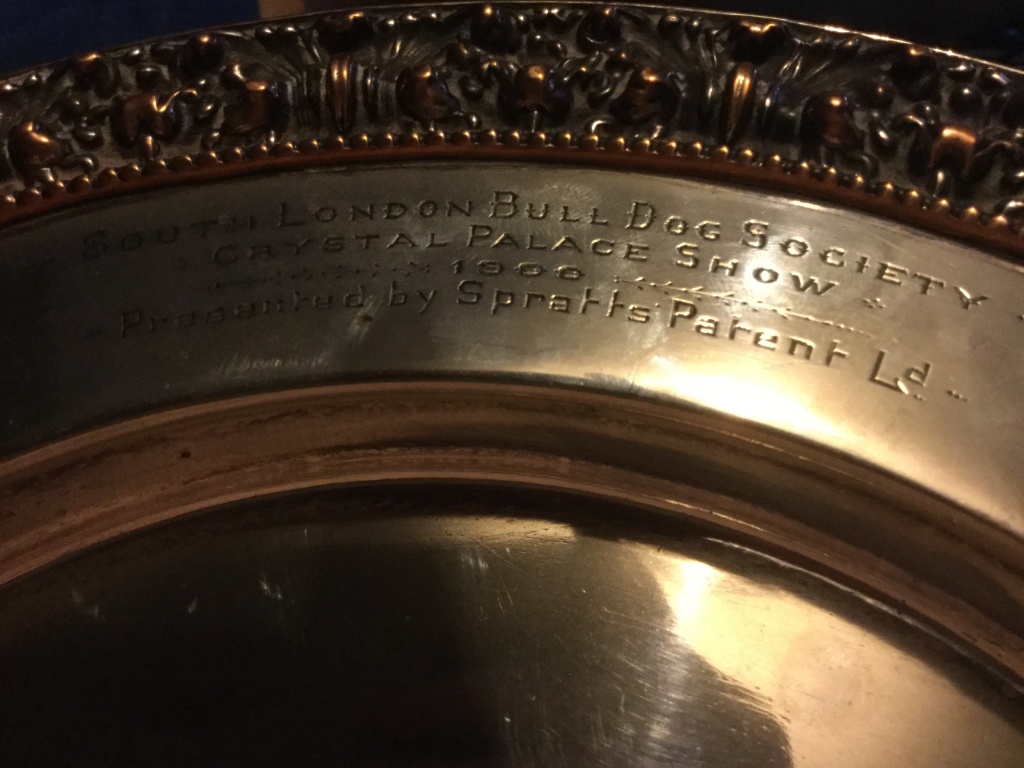 South London Bull Dog Society
Crystal Palace Show
1900
Presented by Spratts Patent Ld